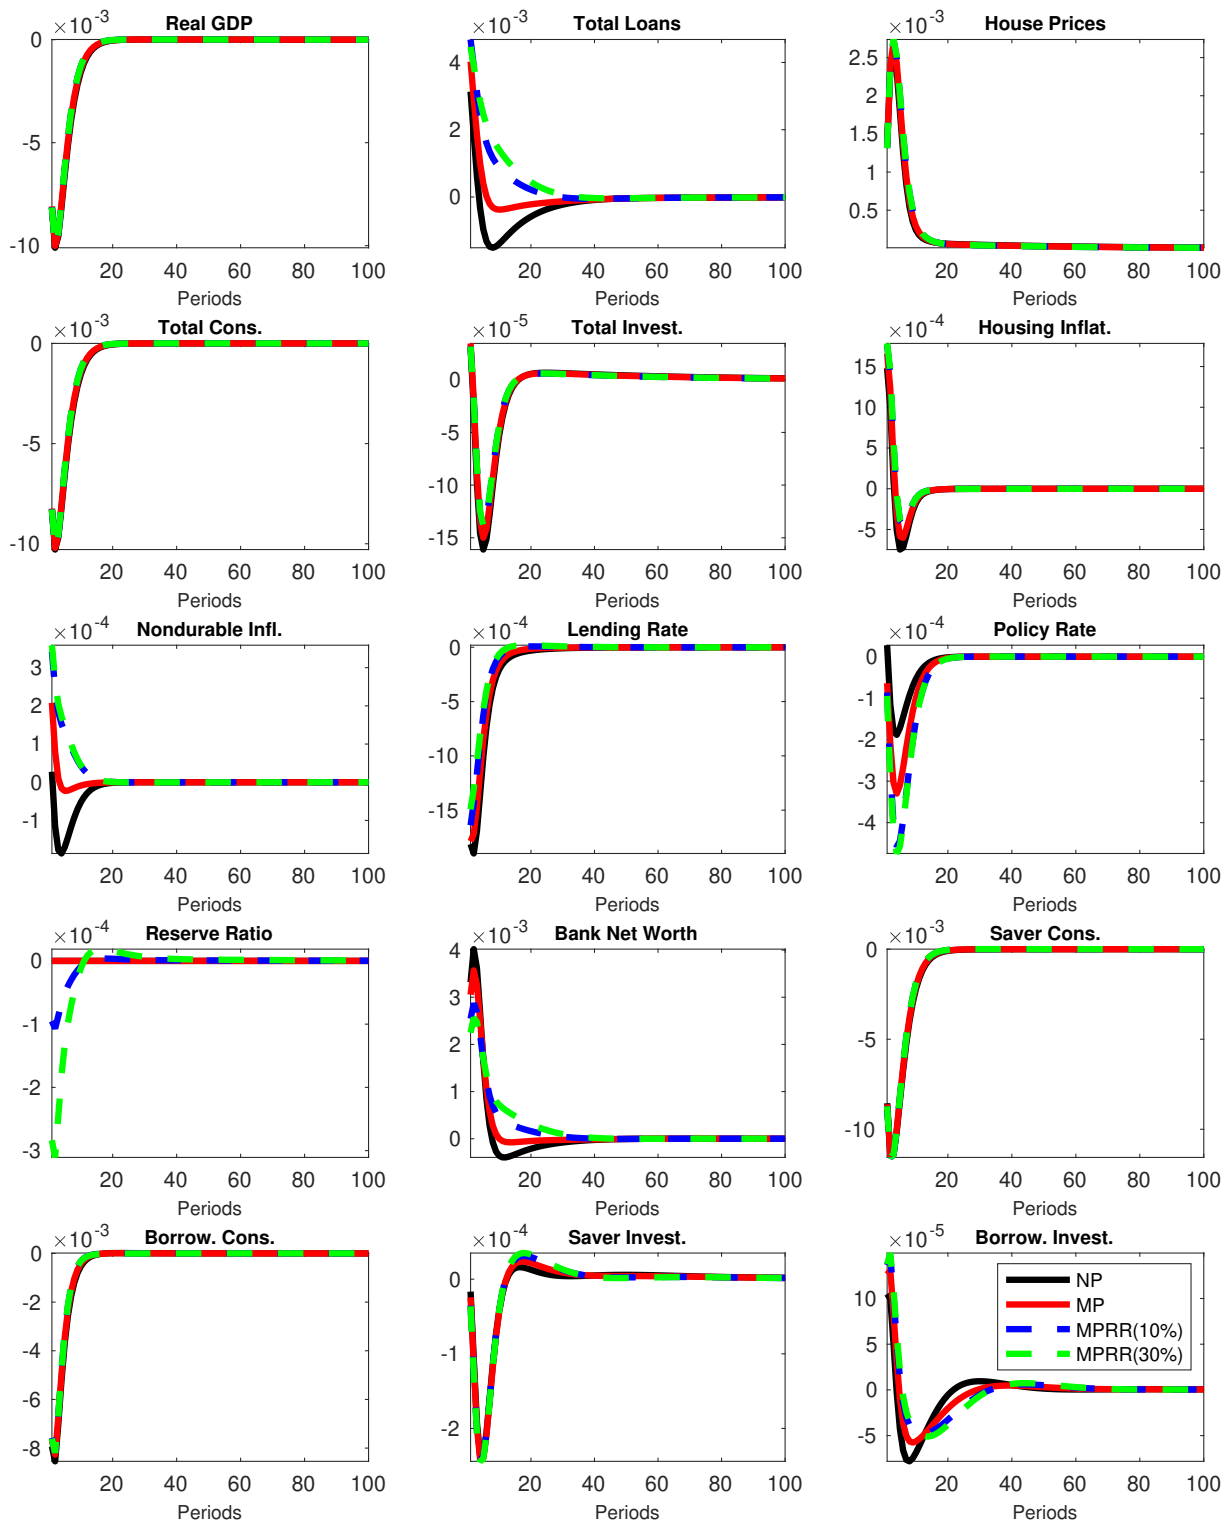 ×10^-3 Real GDP
0
-5
-10
20 40 60 80 100
Periods
×10^-3 Total Loans
4
2
0
20 40 60 80 100
Periods
×10^-3 House Prices
2.5
2
1.5
1
0.5
20 40 60 80 100
Periods
×10^-3 Total Cons.
0
-5
-10
20 40 60 80 100
Periods
×10^-5 Total Invest.
0
-5
-10
-15
20 40 60 80 100
Periods
×10^-4 Housing Inflat.
15
10
5
0
-5
20 40 60 80 100
Periods
×10^-4 Nondurable Infl.
3
2
1
0
-1
20 40 60 80 100
Periods
×10^-4 Lending Rate
0
-5
-10
-15
20 40 60 80 100
Periods
×10^-4 Policy Rate
0
-1
-2
-3
-4
20 40 60 80 100
Periods
×10^-4 Reserve Ratio
0
-1
-2
-3
20 40 60 80 100
Periods
×10^-3 Bank Net Worth
4
3
2
1
0
20 40 60 80 100
Periods
×10^-3 Saver Cons.
0
-5
-10
20 40 60 80 100
Periods
×10^-3 Borrow. Cons.
0
-2
-4
-6
-8
20 40 60 80 100
Periods
×10^-4 Saver Invest.
0
-1
-2
20 40 60 80 100
Periods
×10^-5 Borrow. Invest.
10
5
0
-5
20 40 60 80 100
Periods
NP
MP
MPRR(10%)
MPRR(30%)